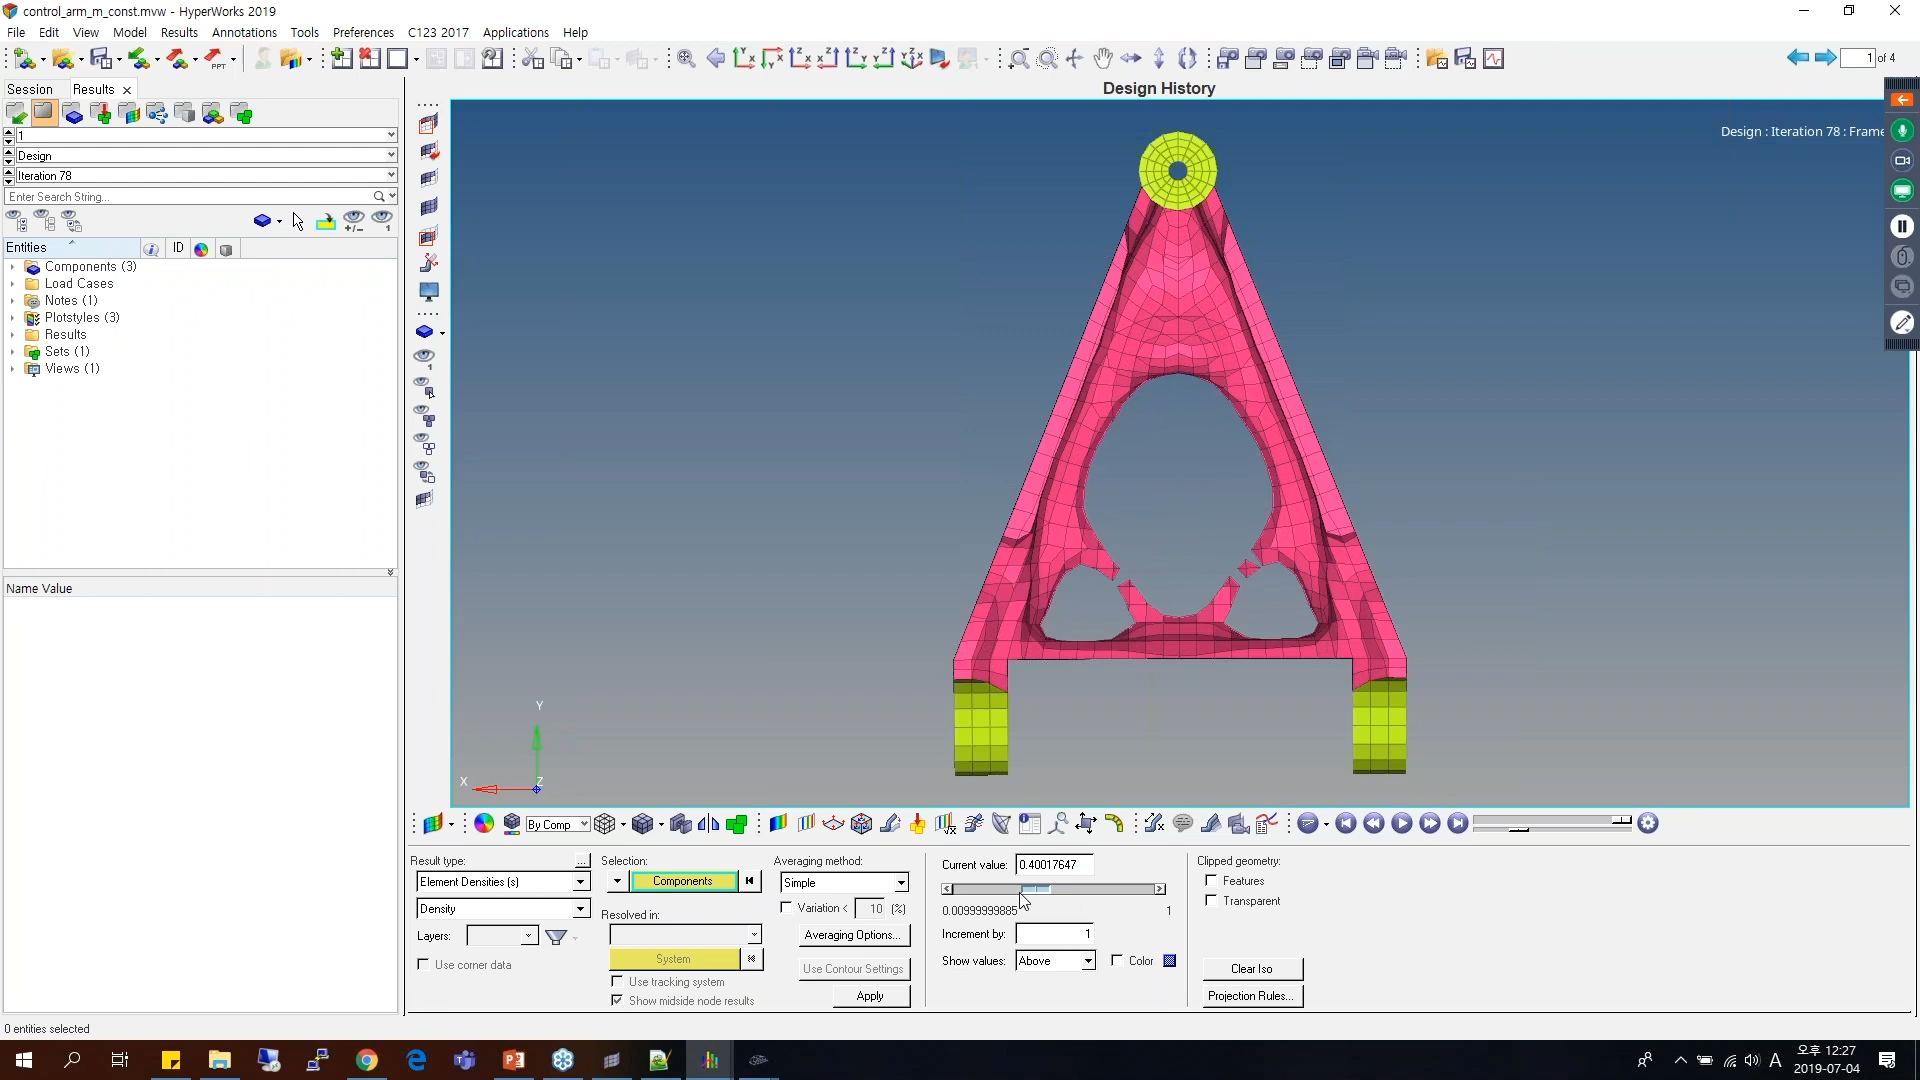 control_arm_m_const.mvw - HyperWorks 2019
File Edit View Model Results Annotations Tools Preferences C123 2017 Applications Help
1 of 4
Session Results
Design History
1
Design
Iteration 78
Design : Iteration 78 : Frame
Enter Search String...
Entities ID
Components (3)
Load Cases
Notes (1)
Plotstyles (3)
Results
Sets (1)
Views (1)
Name Value
Y
X
Z
By Comp
Result type: ...
Element Densities (s)
Density
Layers:
Use corner data
Selection:
Components
Resolved in:
System
Use tracking system
Show midside node results
Averaging method:
Simple
Variation < 10 (%)
Averaging Options...
Use Contour Settings
Apply
Current value: 0.40017647
0.00999999885 1
Increment by: 1
Show values: Above Color
Clipped geometry:
Features
Transparent
Clear Iso
Projection Rules...
0 entities selected
A 오후 12:27
2019-07-04